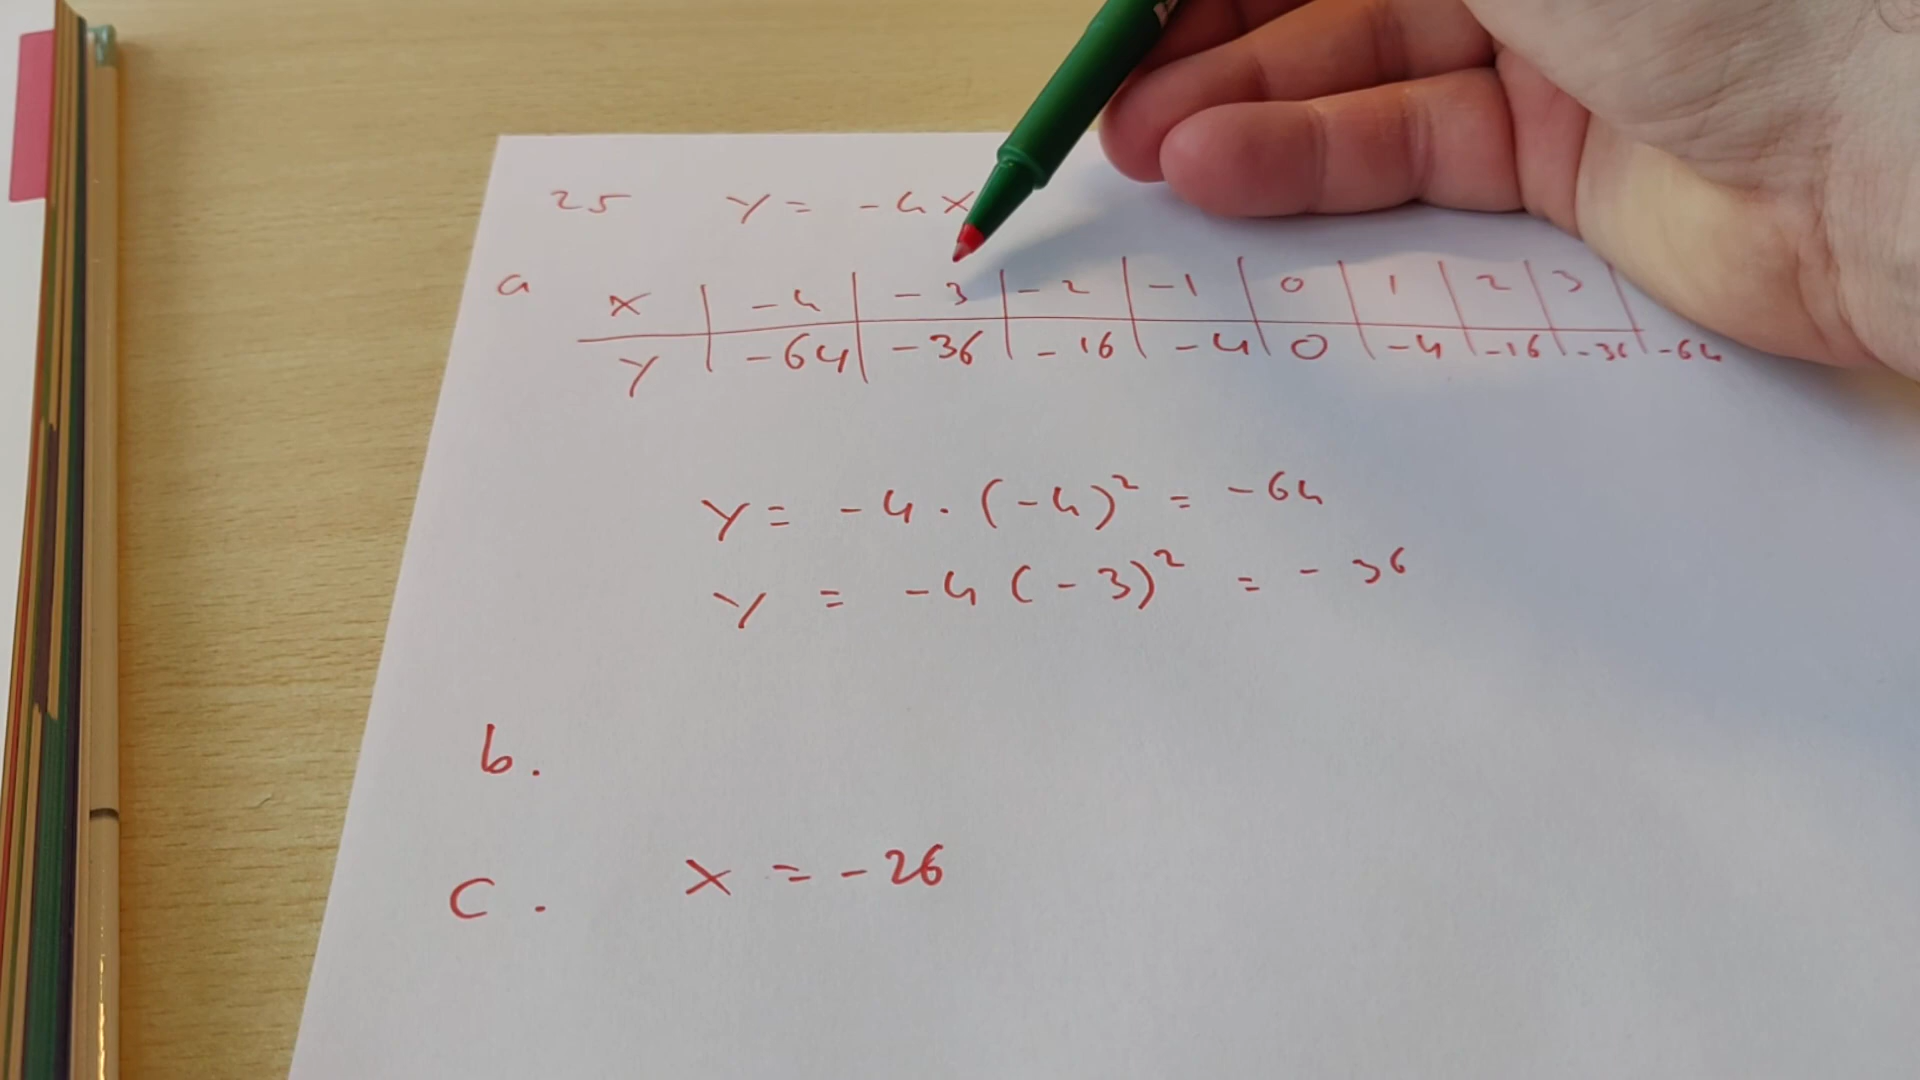 25 y = -4x
a x | -4 | -3 | -2 | -1 | 0 | 1 | 2 | 3 |
y | -64 | -36 | -16 | -4 | 0 | -4 | -16 | -36 | -64
y = -4 · (-4)² = -64
y = -4 (-3)² = -36
b.
c. x = -26